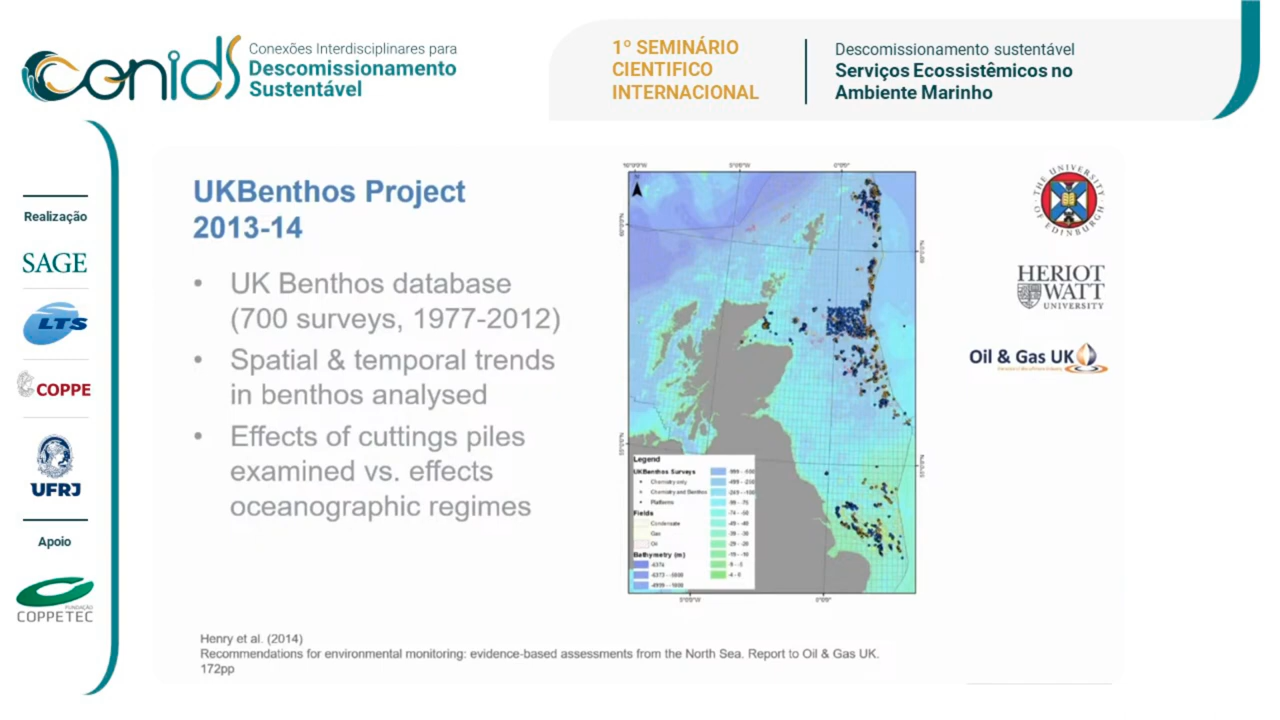 conids
Conexões Interdisciplinares para
Descomissionamento
Sustentável
1º SEMINÁRIO
CIENTIFICO
INTERNACIONAL
Descomissionamento sustentável
Serviços Ecossistêmicos no
Ambiente Marinho
Realização
SAGE
LTS
COPPE
UFRJ
Apoio
FUNDAÇÃO
COPPETEC
UKBenthos Project
2013-14
• UK Benthos database
(700 surveys, 1977-2012)
• Spatial & temporal trends
in benthos analysed
• Effects of cuttings piles
examined vs. effects
oceanographic regimes
Legend
UKBenthos Surveys
Chemistry only
Chemistry and Benthos
Platforms
Fields
Condensate
Gas
Oil
Bathymetry (m)
THE UNIVERSITY OF EDINBURGH
HERIOT
WATT
UNIVERSITY
Oil & Gas UK
Henry et al. (2014)
Recommendations for environmental monitoring: evidence-based assessments from the North Sea. Report to Oil & Gas UK.
172pp